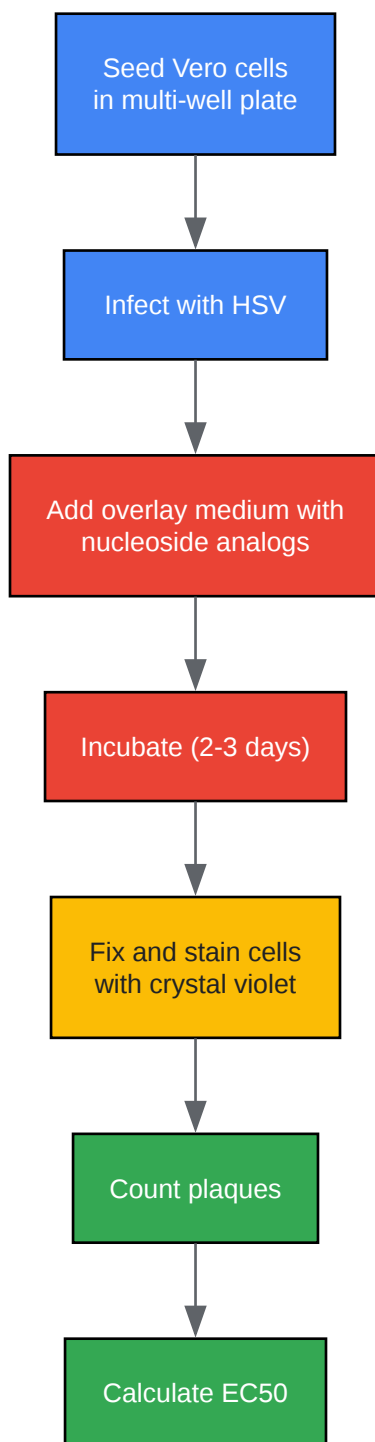 Seed Vero cells
in multi-well plate
Infect with HSV
Add overlay medium with
nucleoside analogs
Incubate (2-3 days)
Fix and stain cells
with crystal violet
Count plaques
Calculate EC50